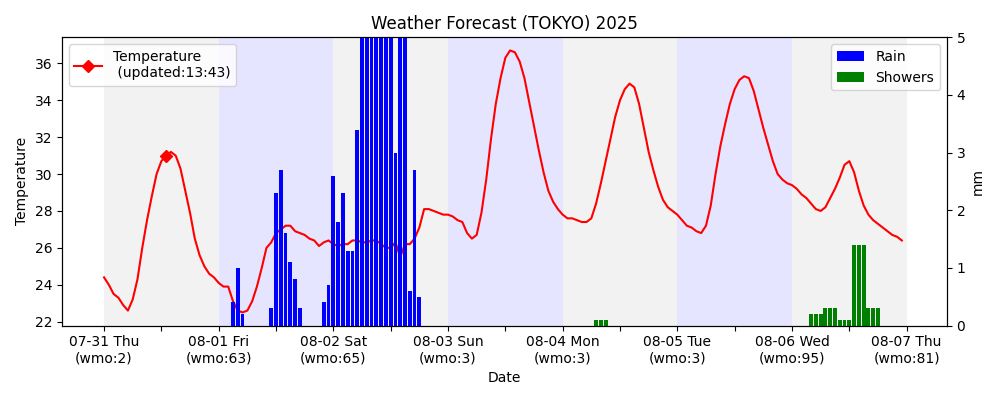 Weather Forecast (TOKYO) 2025
Temperature
(updated:13:43)
Rain
Showers
36
34
32
30
28
26
24
22
Temperature
5
4
3
2
1
0
mm
07-31 Thu
(wmo:2)
08-01 Fri
(wmo:63)
08-02 Sat
(wmo:65)
08-03 Sun
(wmo:3)
08-04 Mon
(wmo:3)
08-05 Tue
(wmo:3)
08-06 Wed
(wmo:95)
08-07 Thu
(wmo:81)
Date